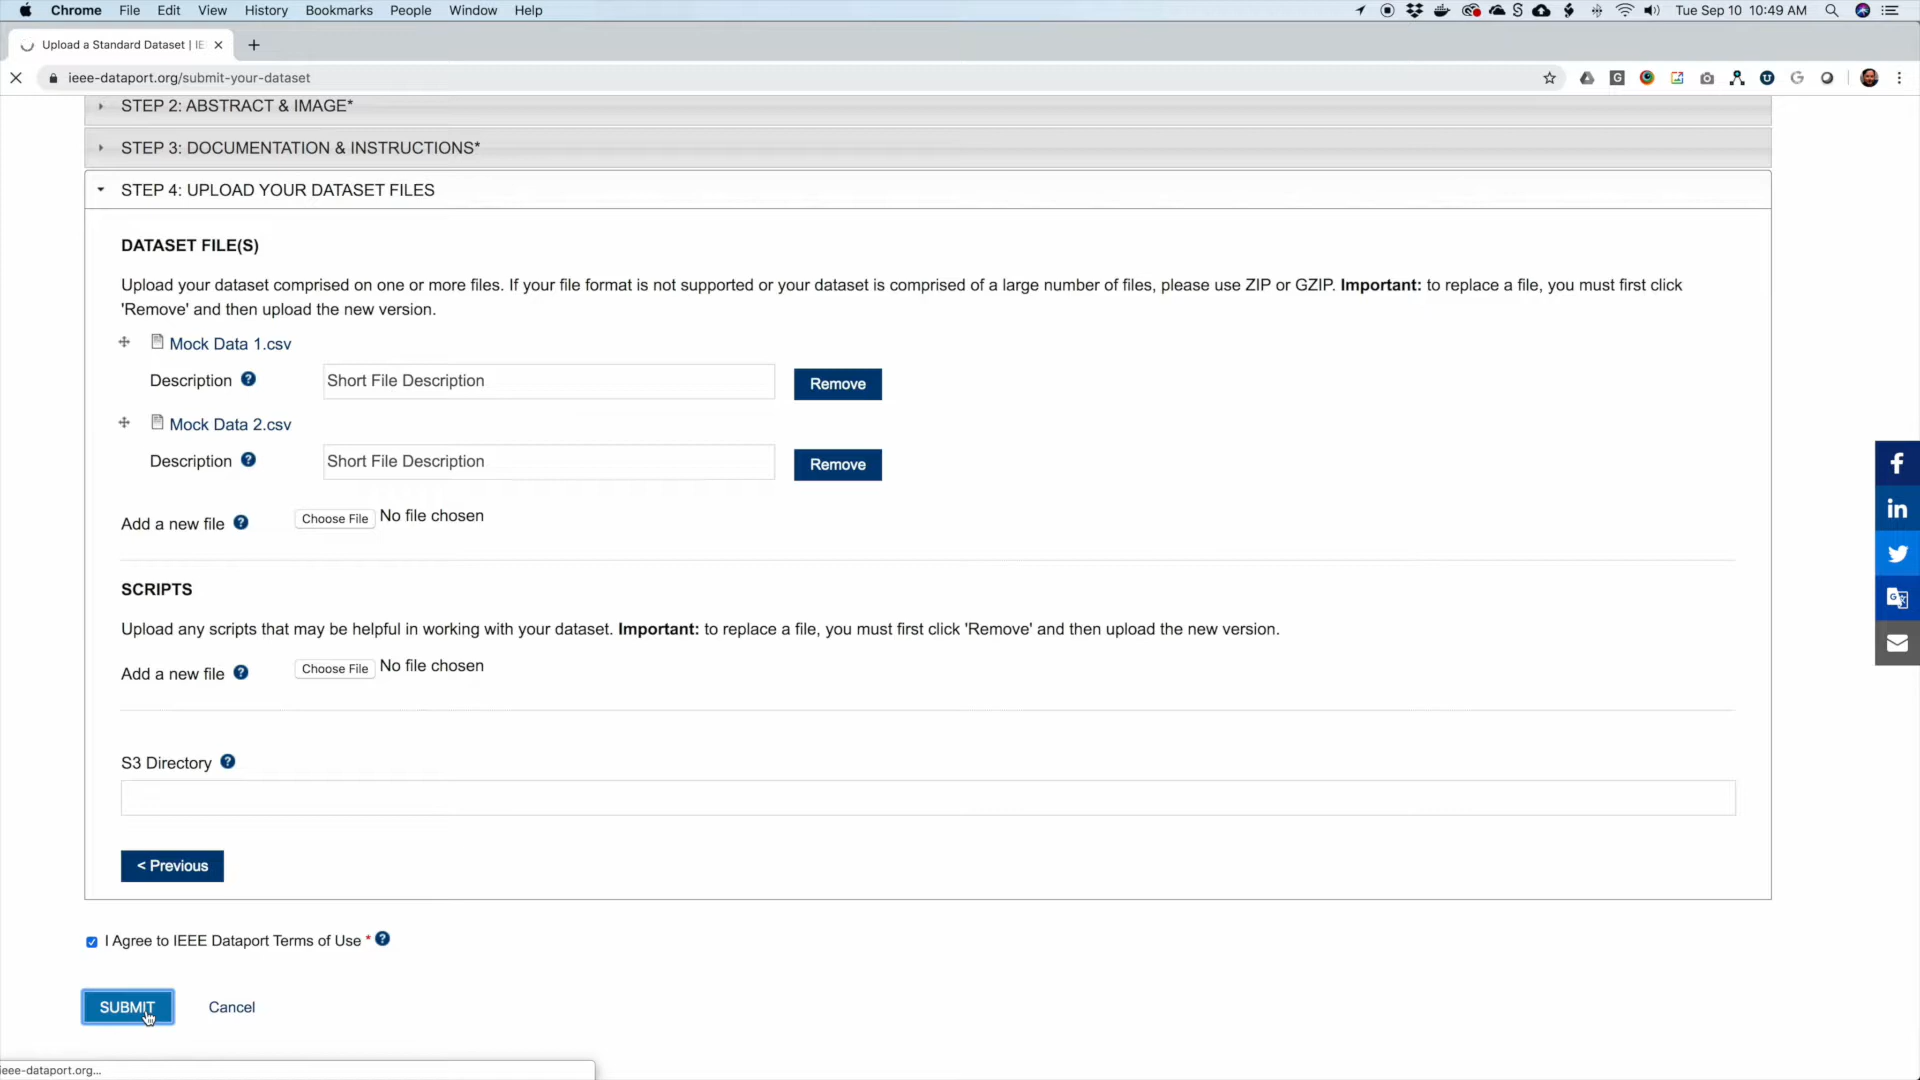 Chrome File Edit View History Bookmarks People Window Help Tue Sep 10 10:49 AM
Upload a Standard Dataset | IE
ieee-dataport.org/submit-your-dataset
STEP 2: ABSTRACT & IMAGE*
STEP 3: DOCUMENTATION & INSTRUCTIONS*
STEP 4: UPLOAD YOUR DATASET FILES
DATASET FILE(S)
Upload your dataset comprised on one or more files. If your file format is not supported or your dataset is comprised of a large number of files, please use ZIP or GZIP. Important: to replace a file, you must first click
'Remove' and then upload the new version.
Mock Data 1.csv
Description ? Short File Description Remove
Mock Data 2.csv
Description ? Short File Description Remove
Add a new file ? Choose File No file chosen
SCRIPTS
Upload any scripts that may be helpful in working with your dataset. Important: to replace a file, you must first click 'Remove' and then upload the new version.
Add a new file ? Choose File No file chosen
S3 Directory ?
< Previous
I Agree to IEEE Dataport Terms of Use * ?
SUBMIT Cancel
ieee-dataport.org...